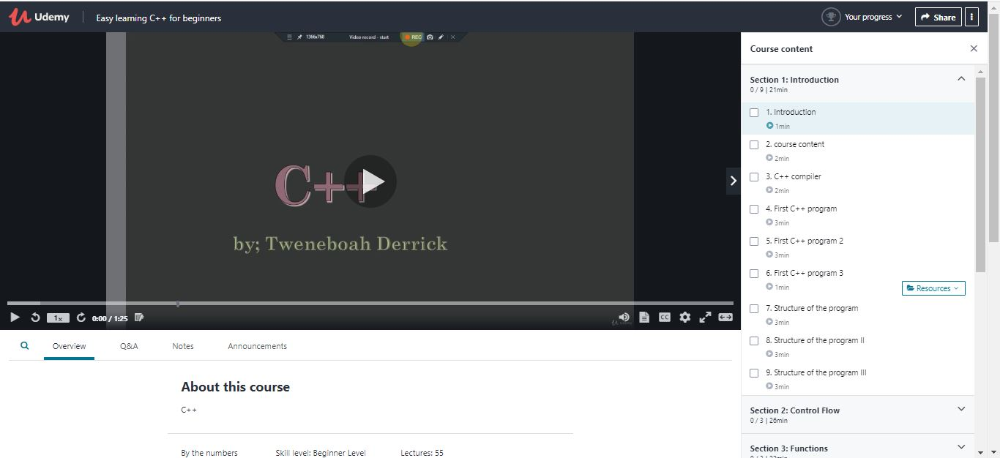 Udemy
Easy learning C++ for beginners
Your progress
Share
1366x768
Video record - start
REC
C++
by; Tweneboah Derrick
1x
0:00 / 1:25
CC
Overview
Q&A
Notes
Announcements
About this course
C++
By the numbers
Skill level: Beginner Level
Lectures: 55
Course content
Section 1: Introduction
0 / 9 | 21min
1. Introduction
1min
2. course content
2min
3. C++ compiler
2min
4. First C++ program
3min
5. First C++ program 2
3min
6. First C++ program 3
1min
Resources
7. Structure of the program
3min
8. Structure of the program II
3min
9. Structure of the program III
3min
Section 2: Control Flow
0 / 3 | 26min
Section 3: Functions